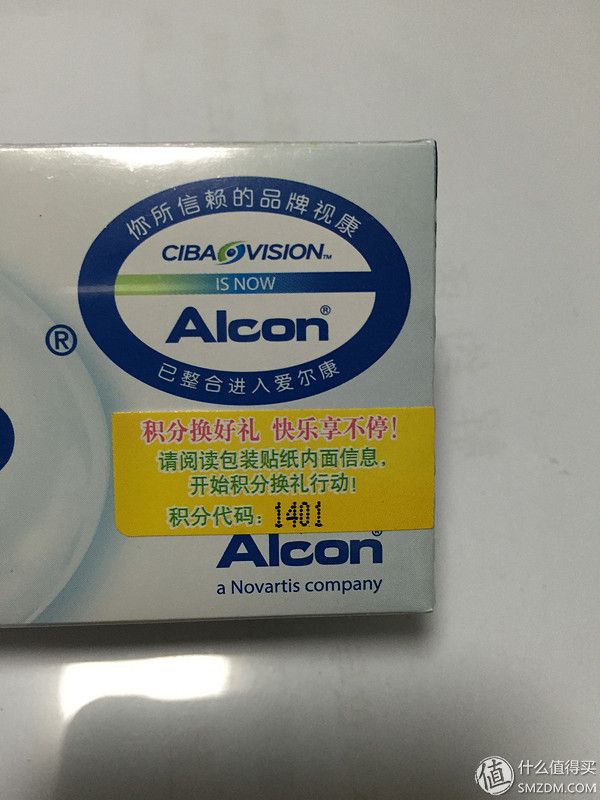 你所信赖的品牌视康
CIBA VISION™
IS NOW
Alcon®
已整合进入爱尔康
®
积分换好礼 快乐享不停!
请阅读包装贴纸内面信息,
开始积分换礼行动!
积分代码: 1401
Alcon®
a Novartis company
值 什么值得买
SMZDM.COM